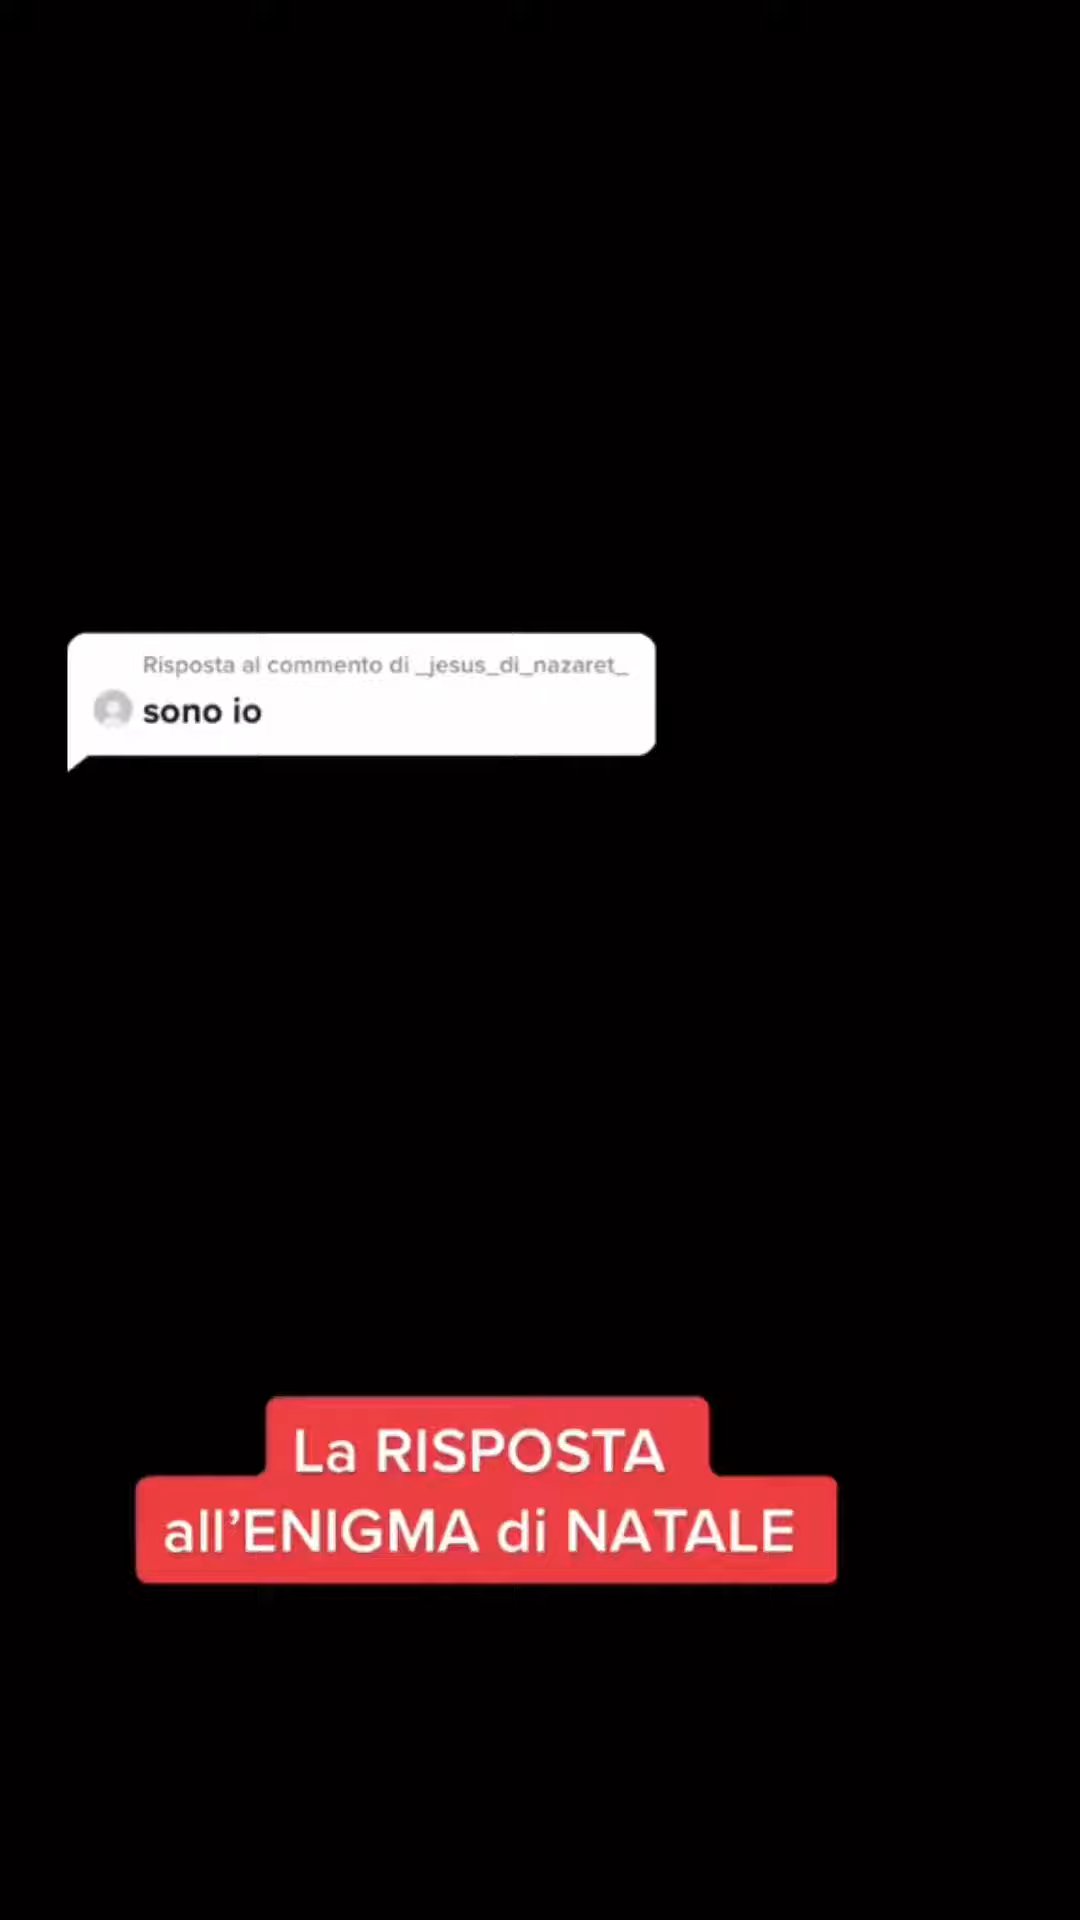 Risposta al commento di _jesus_di_nazaret_
sono io
La RISPOSTA
all’ENIGMA di NATALE